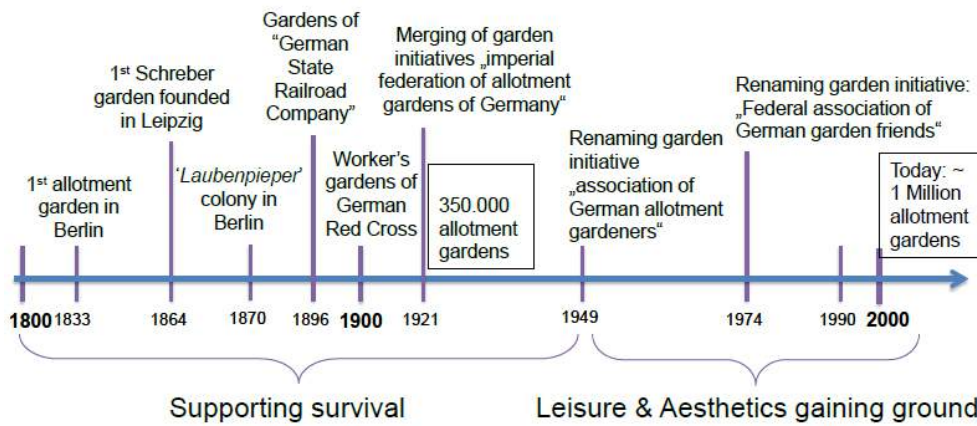 1st allotment
garden in
Berlin
1st Schreber
garden founded
in Leipzig
‘Laubenpieper’
colony in
Berlin
Gardens of
“German
State
Railroad
Company”
Worker’s
gardens of
German
Red Cross
Merging of garden
initiatives „imperial
federation of allotment
gardens of Germany“
350.000
allotment
gardens
Renaming garden
initiative
„association of
German allotment
gardeners“
Renaming garden initiative:
„Federal association of
German garden friends“
Today: ~
1 Million
allotment
gardens
1800 1833 1864 1870 1896 1900 1921 1949 1974 1990 2000
Supporting survival
Leisure & Aesthetics gaining ground